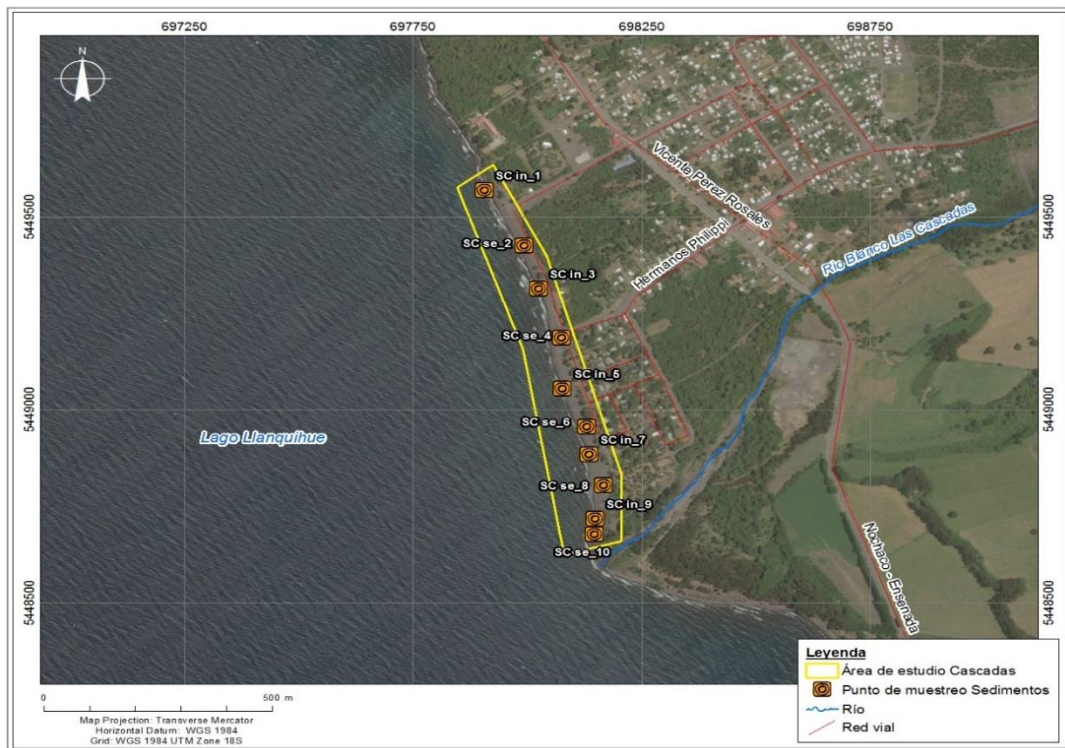 697250
697750
698250
698750
N
SC in_1
Vicente Perez Rosales
5449500
5449500
SC se_2
Hermanos Philippi
Río Blanco Las Cascadas
SC in_3
SC se_4
SC in_5
5449000
5449000
SC se_6
Lago Llanquihue
SC in_7
SC se_8
SC in_9
SC se_10
Nochaco - Ensenada
5448500
5448500
Leyenda
Área de estudio Cascadas
Punto de muestreo Sedimentos
Río
Red vial
0 500 m
Map Projection: Transverse Mercator
Horizontal Datum: WGS 1984
Grid: WGS 1984 UTM Zone 18S